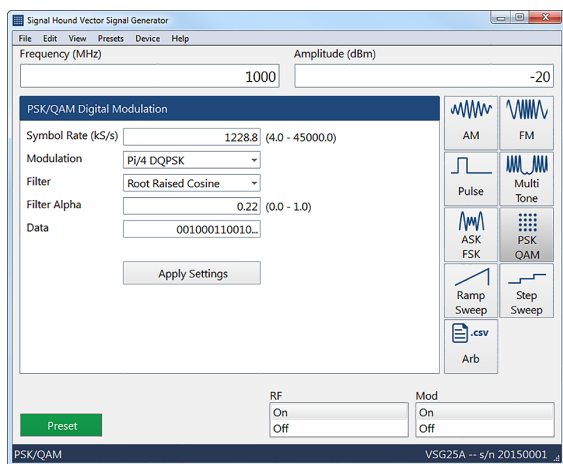 Signal Hound Vector Signal Generator
File Edit View Presets Device Help
Frequency (MHz) Amplitude (dBm)
1000 -20
PSK/QAM Digital Modulation
Symbol Rate (kS/s) 1228.8 (4.0 - 45000.0)
Modulation Pi/4 DQPSK
Filter Root Raised Cosine
Filter Alpha 0.22 (0.0 - 1.0)
Data 001000110010...
Apply Settings
AM FM
Pulse Multi Tone
ASK FSK PSK QAM
Ramp Sweep Step Sweep
.csv
Arb
RF Mod
On On
Off Off
Preset
PSK/QAM VSG25A -- s/n 20150001